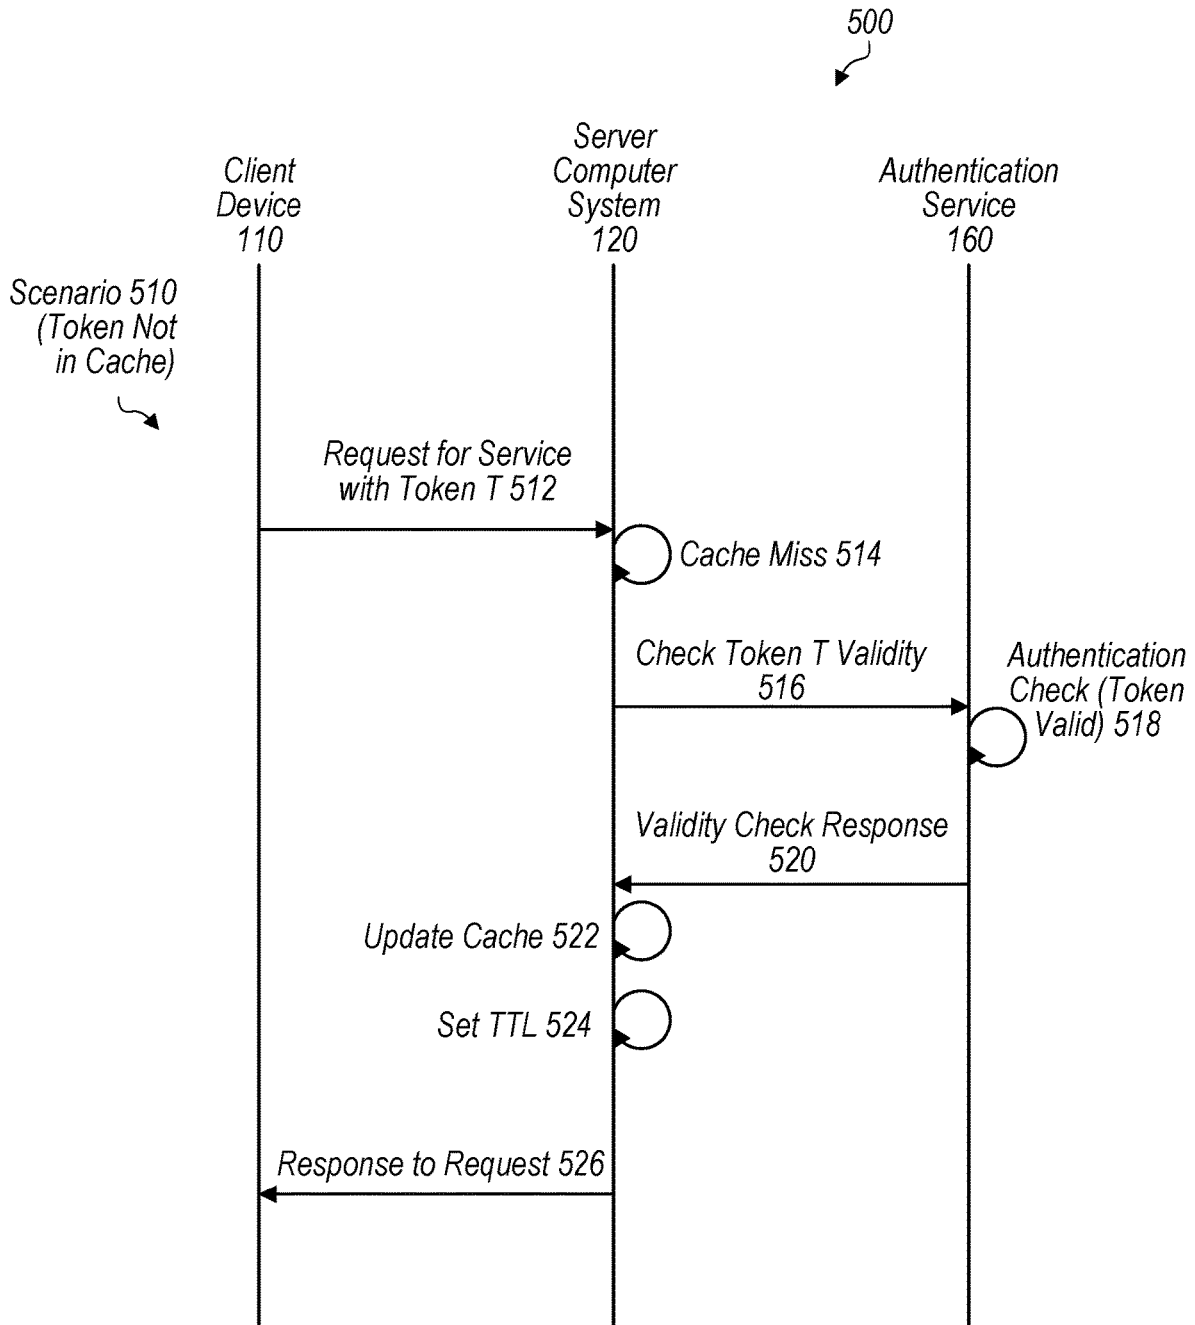 500
Client
Device
110
Server
Computer
System
120
Authentication
Service
160
Scenario 510
(Token Not
in Cache)
Request for Service
with Token T 512
Cache Miss 514
Check Token T Validity
516
Authentication
Check (Token
Valid) 518
Validity Check Response
520
Update Cache 522
Set TTL 524
Response to Request 526